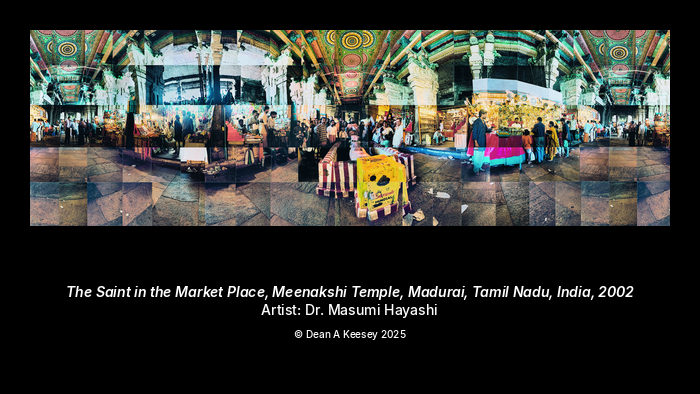 The Saint in the Market Place, Meenakshi Temple, Madurai, Tamil Nadu, India, 2002
Artist: Dr. Masumi Hayashi
© Dean A Keesey 2025